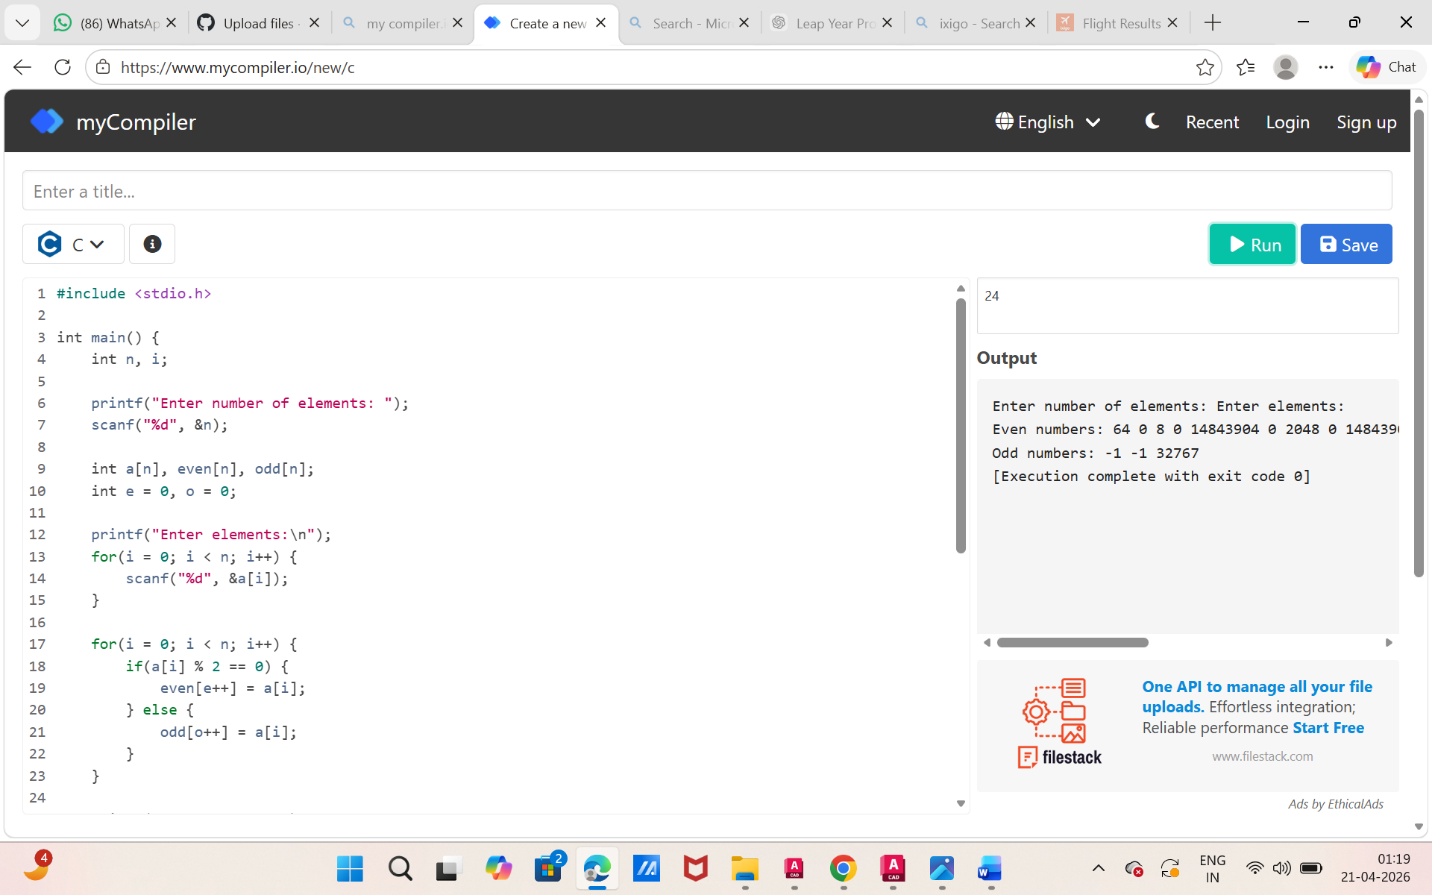 (86) WhatsAp
Upload files -
my compiler.
Create a new
Search - Micr
Leap Year Pro
ixigo - Search
Flight Results
https://www.mycompiler.io/new/c
Chat
myCompiler
English
Recent
Login
Sign up
Enter a title...
C
Run
Save
1 #include <stdio.h>
2
3 int main() {
4 int n, i;
5
6 printf("Enter number of elements: ");
7 scanf("%d", &n);
8
9 int a[n], even[n], odd[n];
10 int e = 0, o = 0;
11
12 printf("Enter elements:\n");
13 for(i = 0; i < n; i++) {
14 scanf("%d", &a[i]);
15 }
16
17 for(i = 0; i < n; i++) {
18 if(a[i] % 2 == 0) {
19 even[e++] = a[i];
20 } else {
21 odd[o++] = a[i];
22 }
23 }
24
24
Output
Enter number of elements: Enter elements:
Even numbers: 64 0 8 0 14843904 0 2048 0 148439
Odd numbers: -1 -1 32767
[Execution complete with exit code 0]
filestack
One API to manage all your file
uploads. Effortless integration;
Reliable performance Start Free
www.filestack.com
Ads by EthicalAds
4
2
A
CAD
A
CAD
W
ENG
IN
01:19
21-04-2026